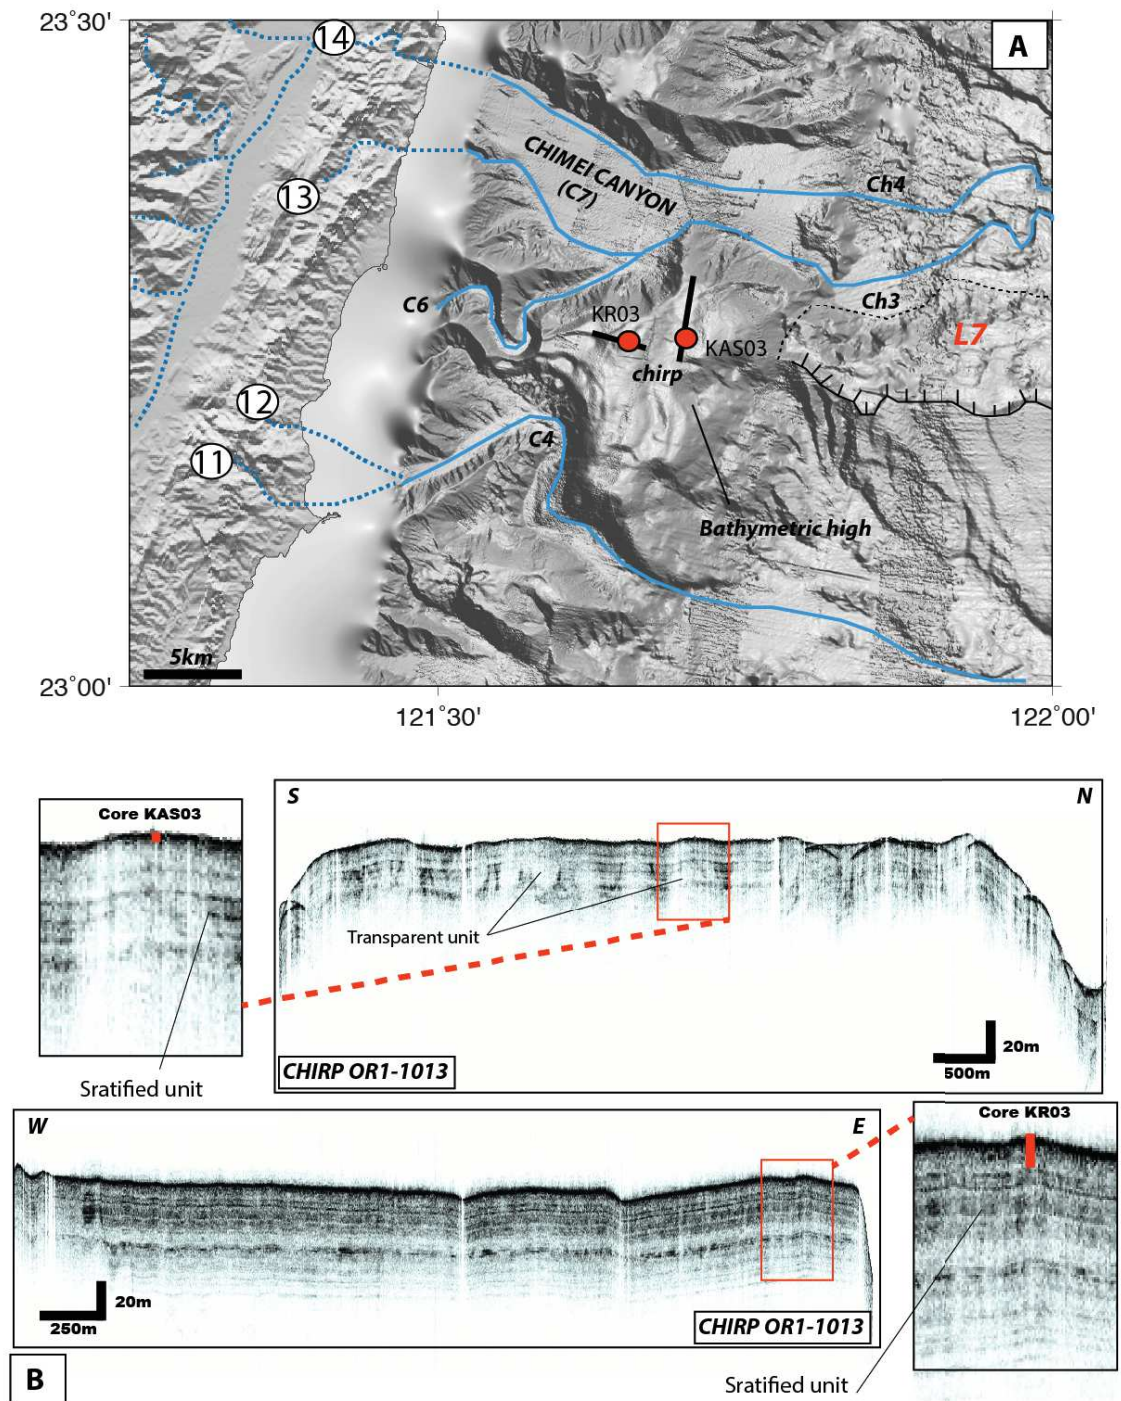 23°30'
A
14
CHIMEI CANYON
(C7)
13
Ch4
C6
Ch3
KR03
KAS03
L7
chirp
12
C4
11
Bathymetric high
5km
23°00'
121°30'
122°00'
Core KAS03
S
N
Transparent unit
20m
500m
CHIRP OR1-1013
Sratified unit
W
E
Core KR03
20m
250m
CHIRP OR1-1013
B
Sratified unit